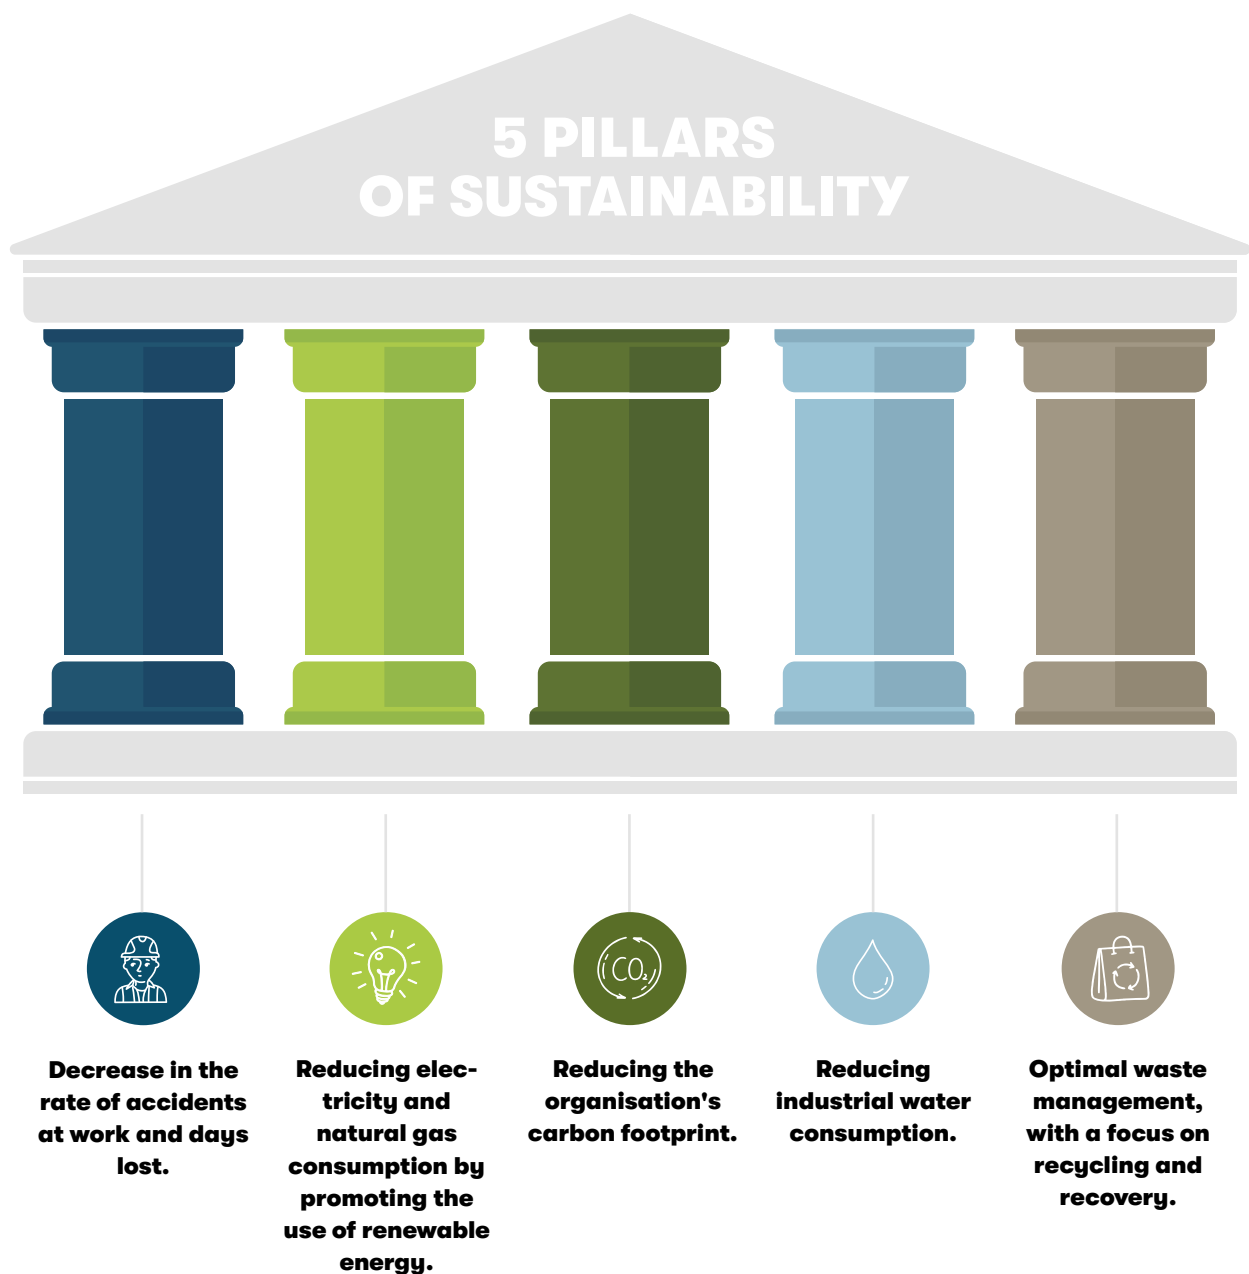 5 PILLARS
OF SUSTAINABILITY
CO₂
Decrease in the
rate of accidents
at work and days
lost.
Reducing elec-
tricity and
natural gas
consumption by
promoting the
use of renewable
energy.
Reducing the
organisation's
carbon footprint.
Reducing
industrial water
consumption.
Optimal waste
management,
with a focus on
recycling and
recovery.